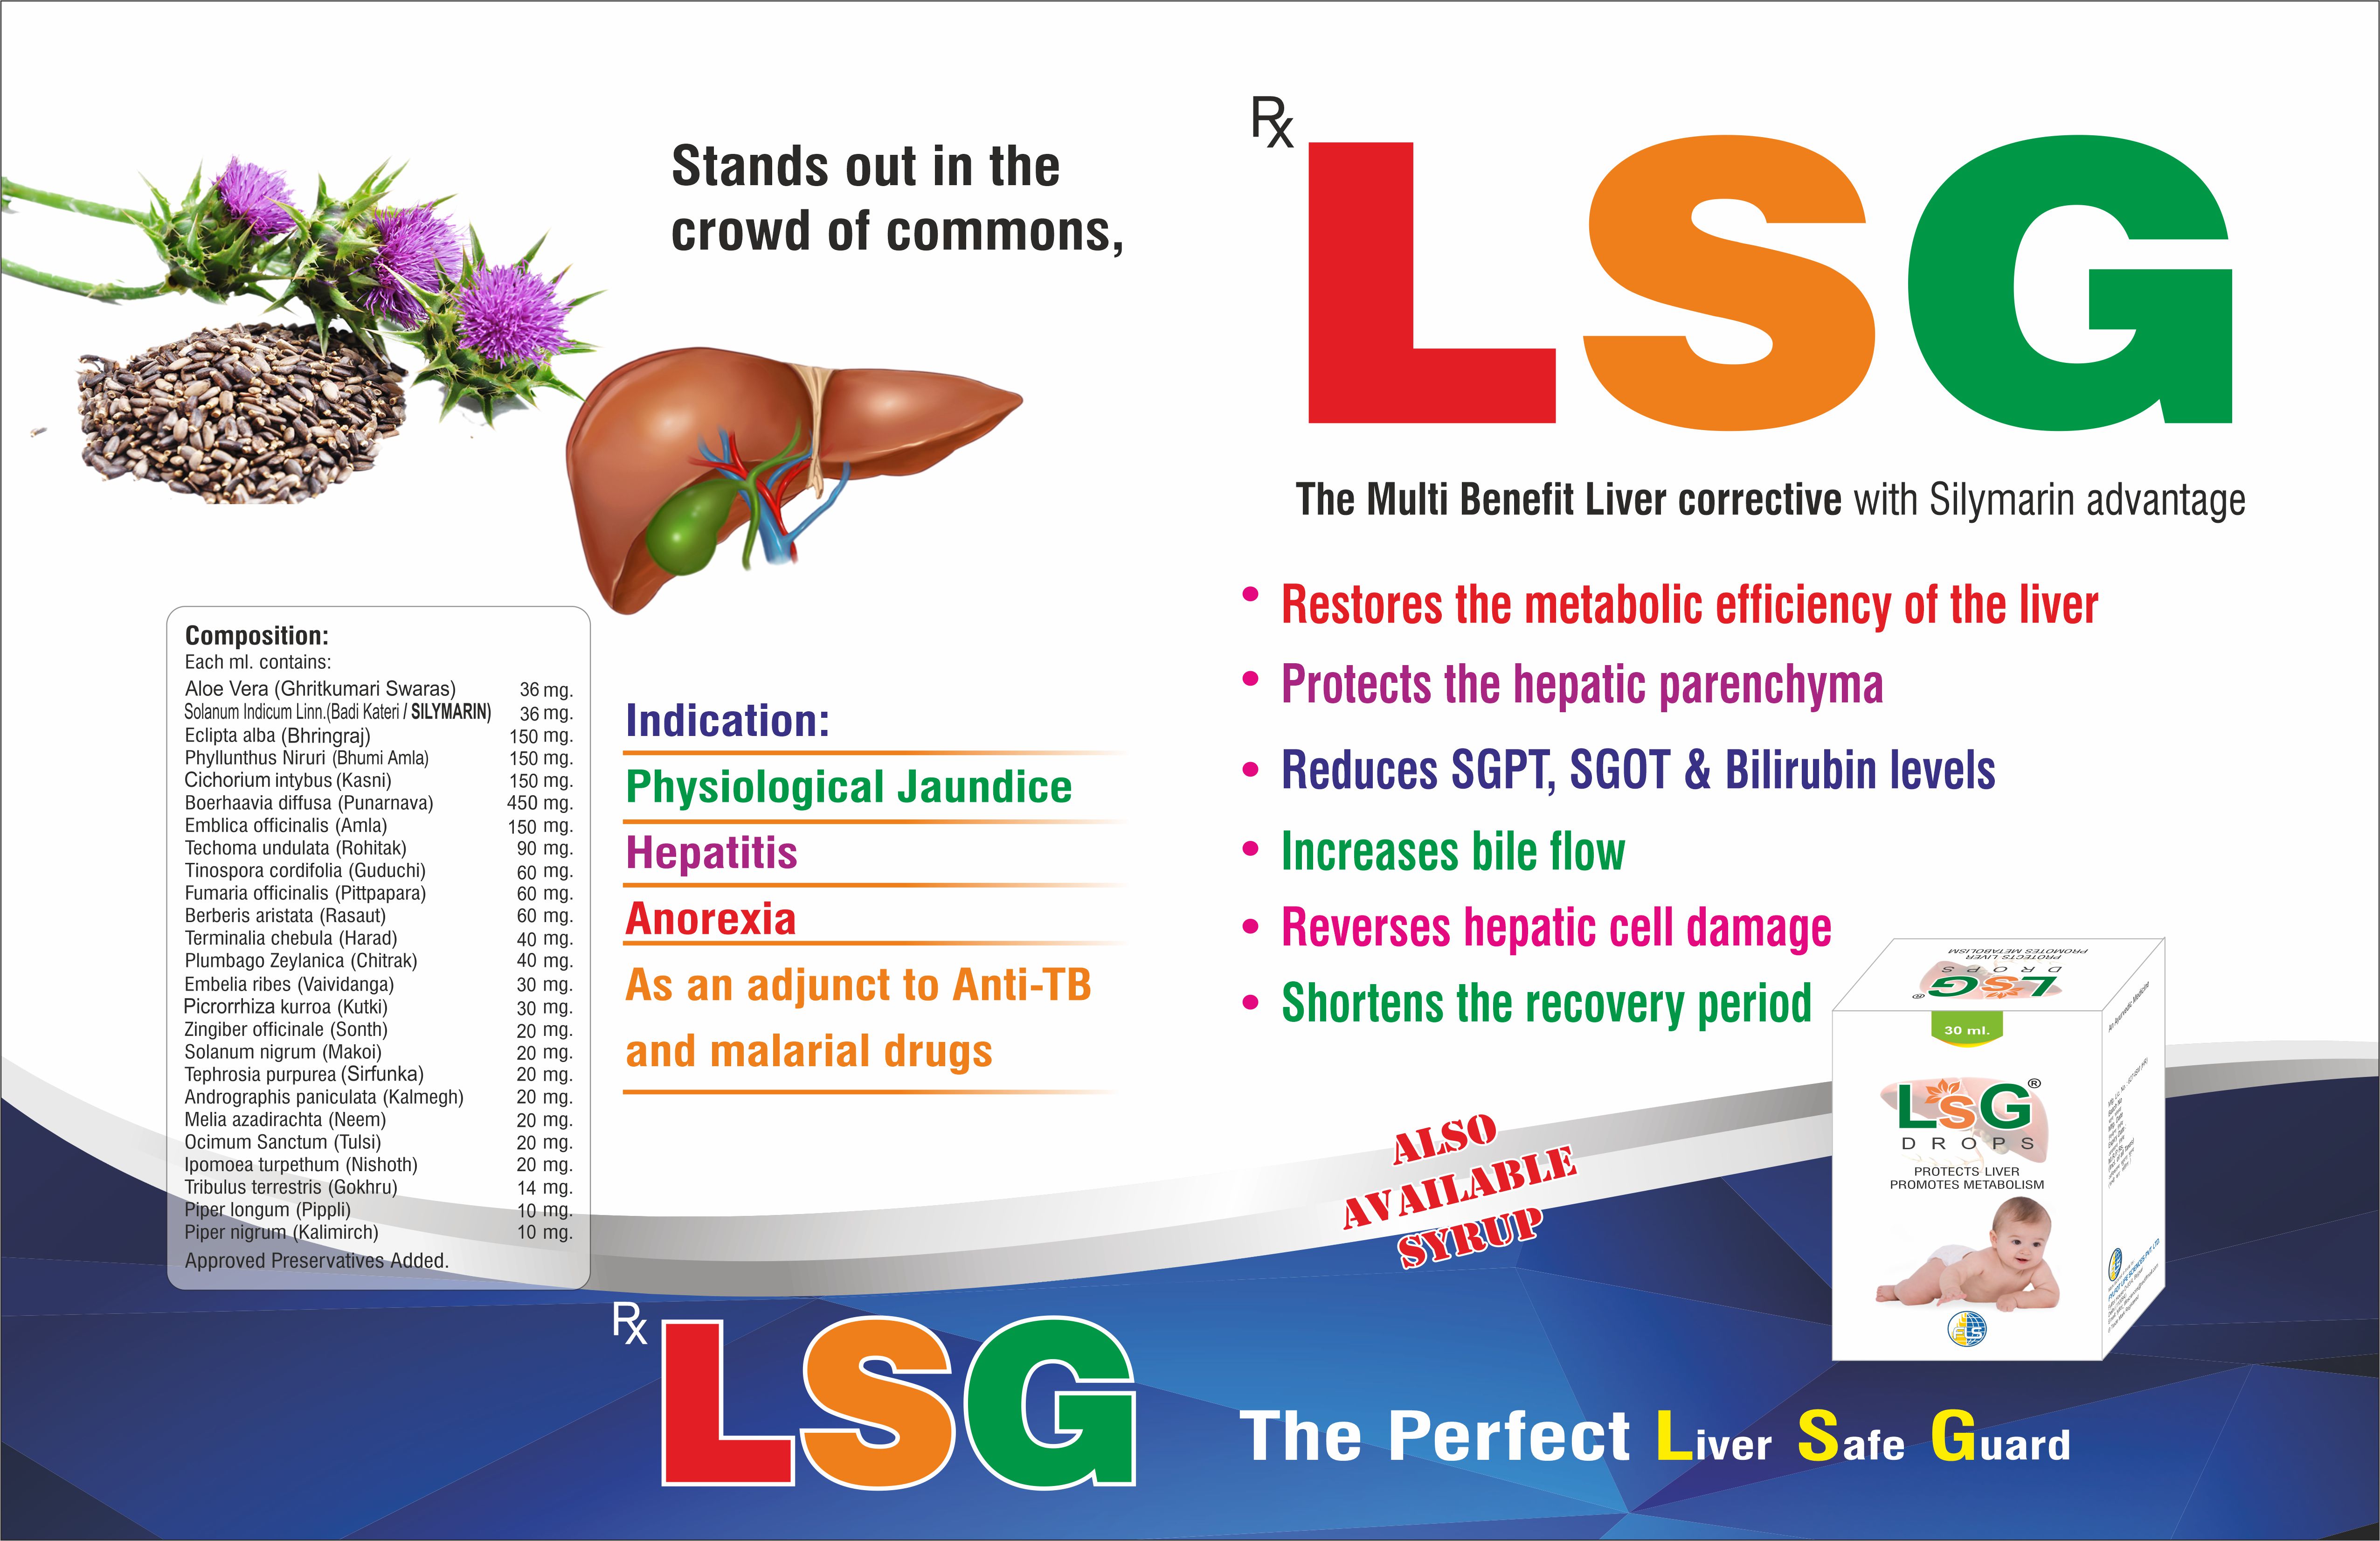 Stands out in the
crowd of commons,
Rx
LSG
The Multi Benefit Liver corrective with Silymarin advantage
• Restores the metabolic efficiency of the liver
• Protects the hepatic parenchyma
• Reduces SGPT, SGOT & Bilirubin levels
• Increases bile flow
• Reverses hepatic cell damage
• Shortens the recovery period
Composition:
Each ml. contains:
Aloe Vera (Ghritkumari Swaras) 36 mg.
Solanum Indicum Linn.(Badi Kateri / SILYMARIN) 36 mg.
Eclipta alba (Bhringraj) 150 mg.
Phyllunthus Niruri (Bhumi Amla) 150 mg.
Cichorium intybus (Kasni) 150 mg.
Boerhaavia diffusa (Punarnava) 450 mg.
Emblica officinalis (Amla) 150 mg.
Techoma undulata (Rohitak) 90 mg.
Tinospora cordifolia (Guduchi) 60 mg.
Fumaria officinalis (Pittpapara) 60 mg.
Berberis aristata (Rasaut) 60 mg.
Terminalia chebula (Harad) 40 mg.
Plumbago Zeylanica (Chitrak) 40 mg.
Embelia ribes (Vaividanga) 30 mg.
Picrorrhiza kurroa (Kutki) 30 mg.
Zingiber officinale (Sonth) 20 mg.
Solanum nigrum (Makoi) 20 mg.
Tephrosia purpurea (Sirfunka) 20 mg.
Andrographis paniculata (Kalmegh) 20 mg.
Melia azadirachta (Neem) 20 mg.
Ocimum Sanctum (Tulsi) 20 mg.
Ipomoea turpethum (Nishoth) 20 mg.
Tribulus terrestris (Gokhru) 14 mg.
Piper longum (Pippli) 10 mg.
Piper nigrum (Kalimirch) 10 mg.
Approved Preservatives Added.
Indication:
Physiological Jaundice
Hepatitis
Anorexia
As an adjunct to Anti-TB
and malarial drugs
ALSO
AVAILABLE
SYRUP
LSG®
DROPS
PROTECTS LIVER
PROMOTES METABOLISM
30 ml.
LSG®
DROPS
PROTECTS LIVER
PROMOTES METABOLISM
An Ayurvedic Medicine
Rx
LSG
The Perfect Liver Safe Guard